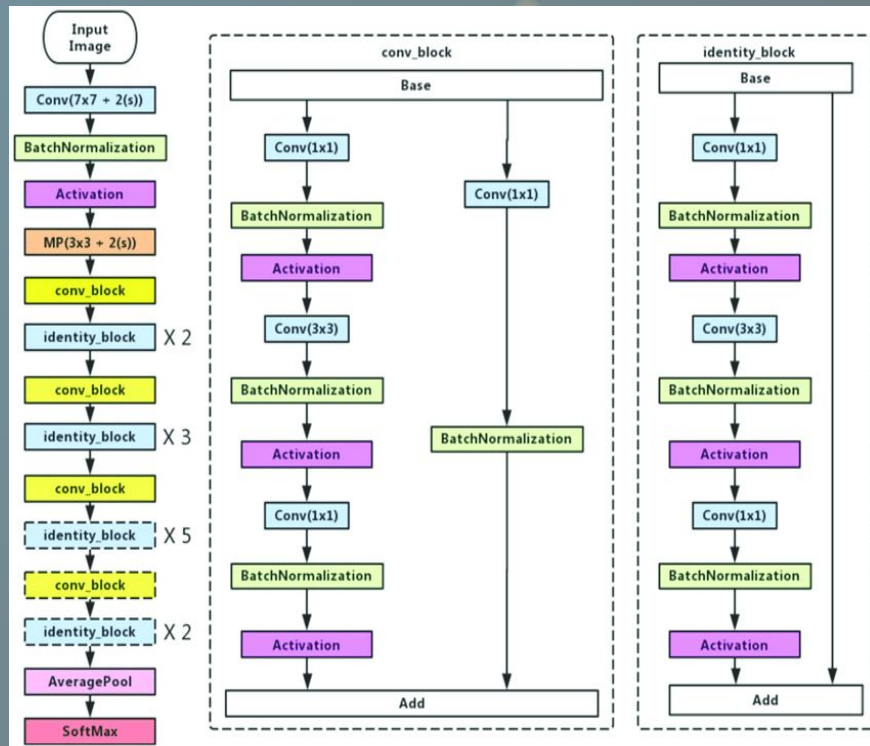 Input
Image
Conv(7x7 + 2(s))
BatchNormalization
Activation
MP(3x3 + 2(s))
conv_block
identity_block X 2
conv_block
identity_block X 3
conv_block
identity_block X 5
conv_block
identity_block X 2
AveragePool
SoftMax
conv_block
Base
Conv(1x1)
BatchNormalization
Activation
Conv(3x3)
BatchNormalization
Activation
Conv(1x1)
BatchNormalization
Activation
Conv(1x1)
BatchNormalization
Add
identity_block
Base
Conv(1x1)
BatchNormalization
Activation
Conv(3x3)
BatchNormalization
Activation
Conv(1x1)
BatchNormalization
Activation
Add